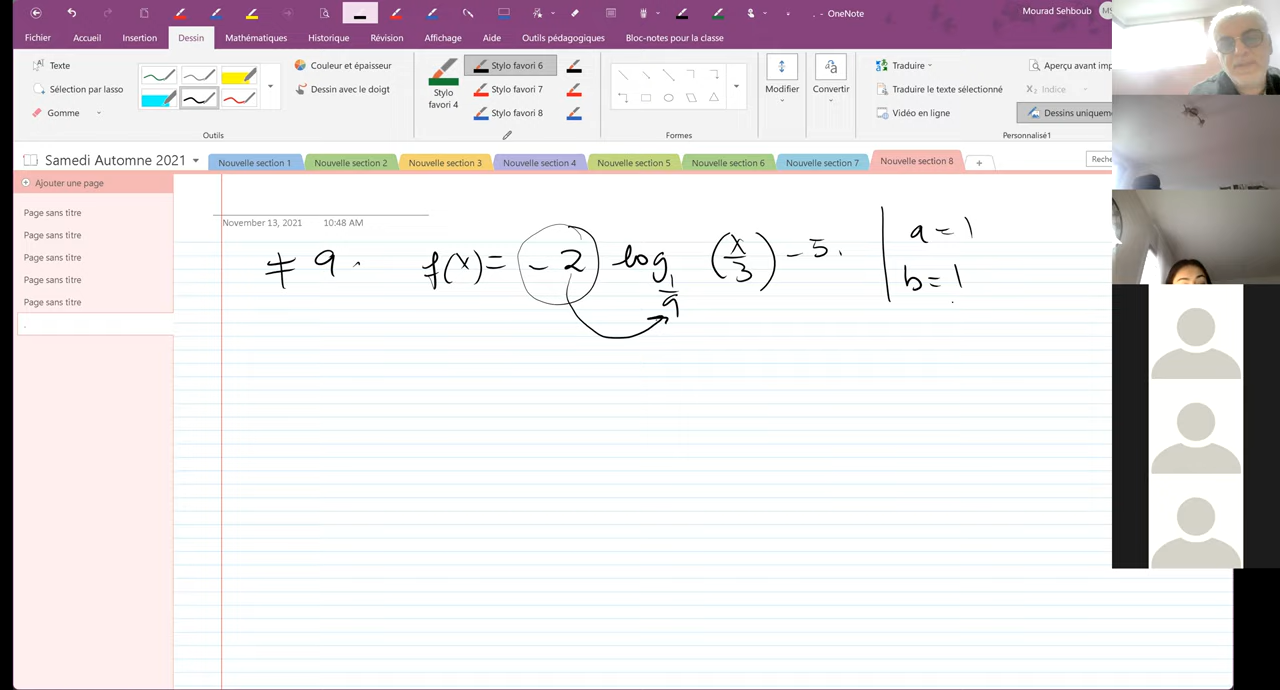 OneNote
Mourad Sehboub
MS
Fichier Accueil Insertion Dessin Mathématiques Historique Révision Affichage Aide Outils pédagogiques Bloc-notes pour la classe
Texte
Sélection par lasso
Gomme
Outils
Couleur et épaisseur
Dessin avec le doigt
Stylo favori 4
Stylo favori 6
Stylo favori 7
Stylo favori 8
Formes
Modifier
Convertir
Traduire
Traduire le texte sélectionné
Vidéo en ligne
Aperçu avant imp
Indice
Dessins uniqueme
Personnalisé1
Samedi Automne 2021
Nouvelle section 1 Nouvelle section 2 Nouvelle section 3 Nouvelle section 4 Nouvelle section 5 Nouvelle section 6 Nouvelle section 7 Nouvelle section 8 +
Reche
Ajouter une page
Page sans titre
Page sans titre
Page sans titre
Page sans titre
Page sans titre
November 13, 2021 10:48 AM
# 9. f(x) = -2 log_{1/9} (x/3) - 5.
a = 1
b = 1